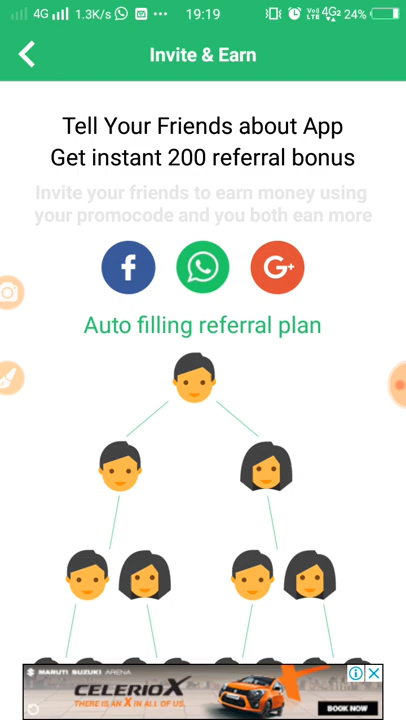 4G 1.3K/s 19:19 VoLTE 4G2 24%
Invite & Earn
Tell Your Friends about App
Get instant 200 referral bonus
Invite your friends to earn money using
your promocode and you both ean more
f G+
Auto filling referral plan
MARUTI SUZUKI ARENA
CELERIO X
THERE IS AN X IN ALL OF US.
BOOK NOW